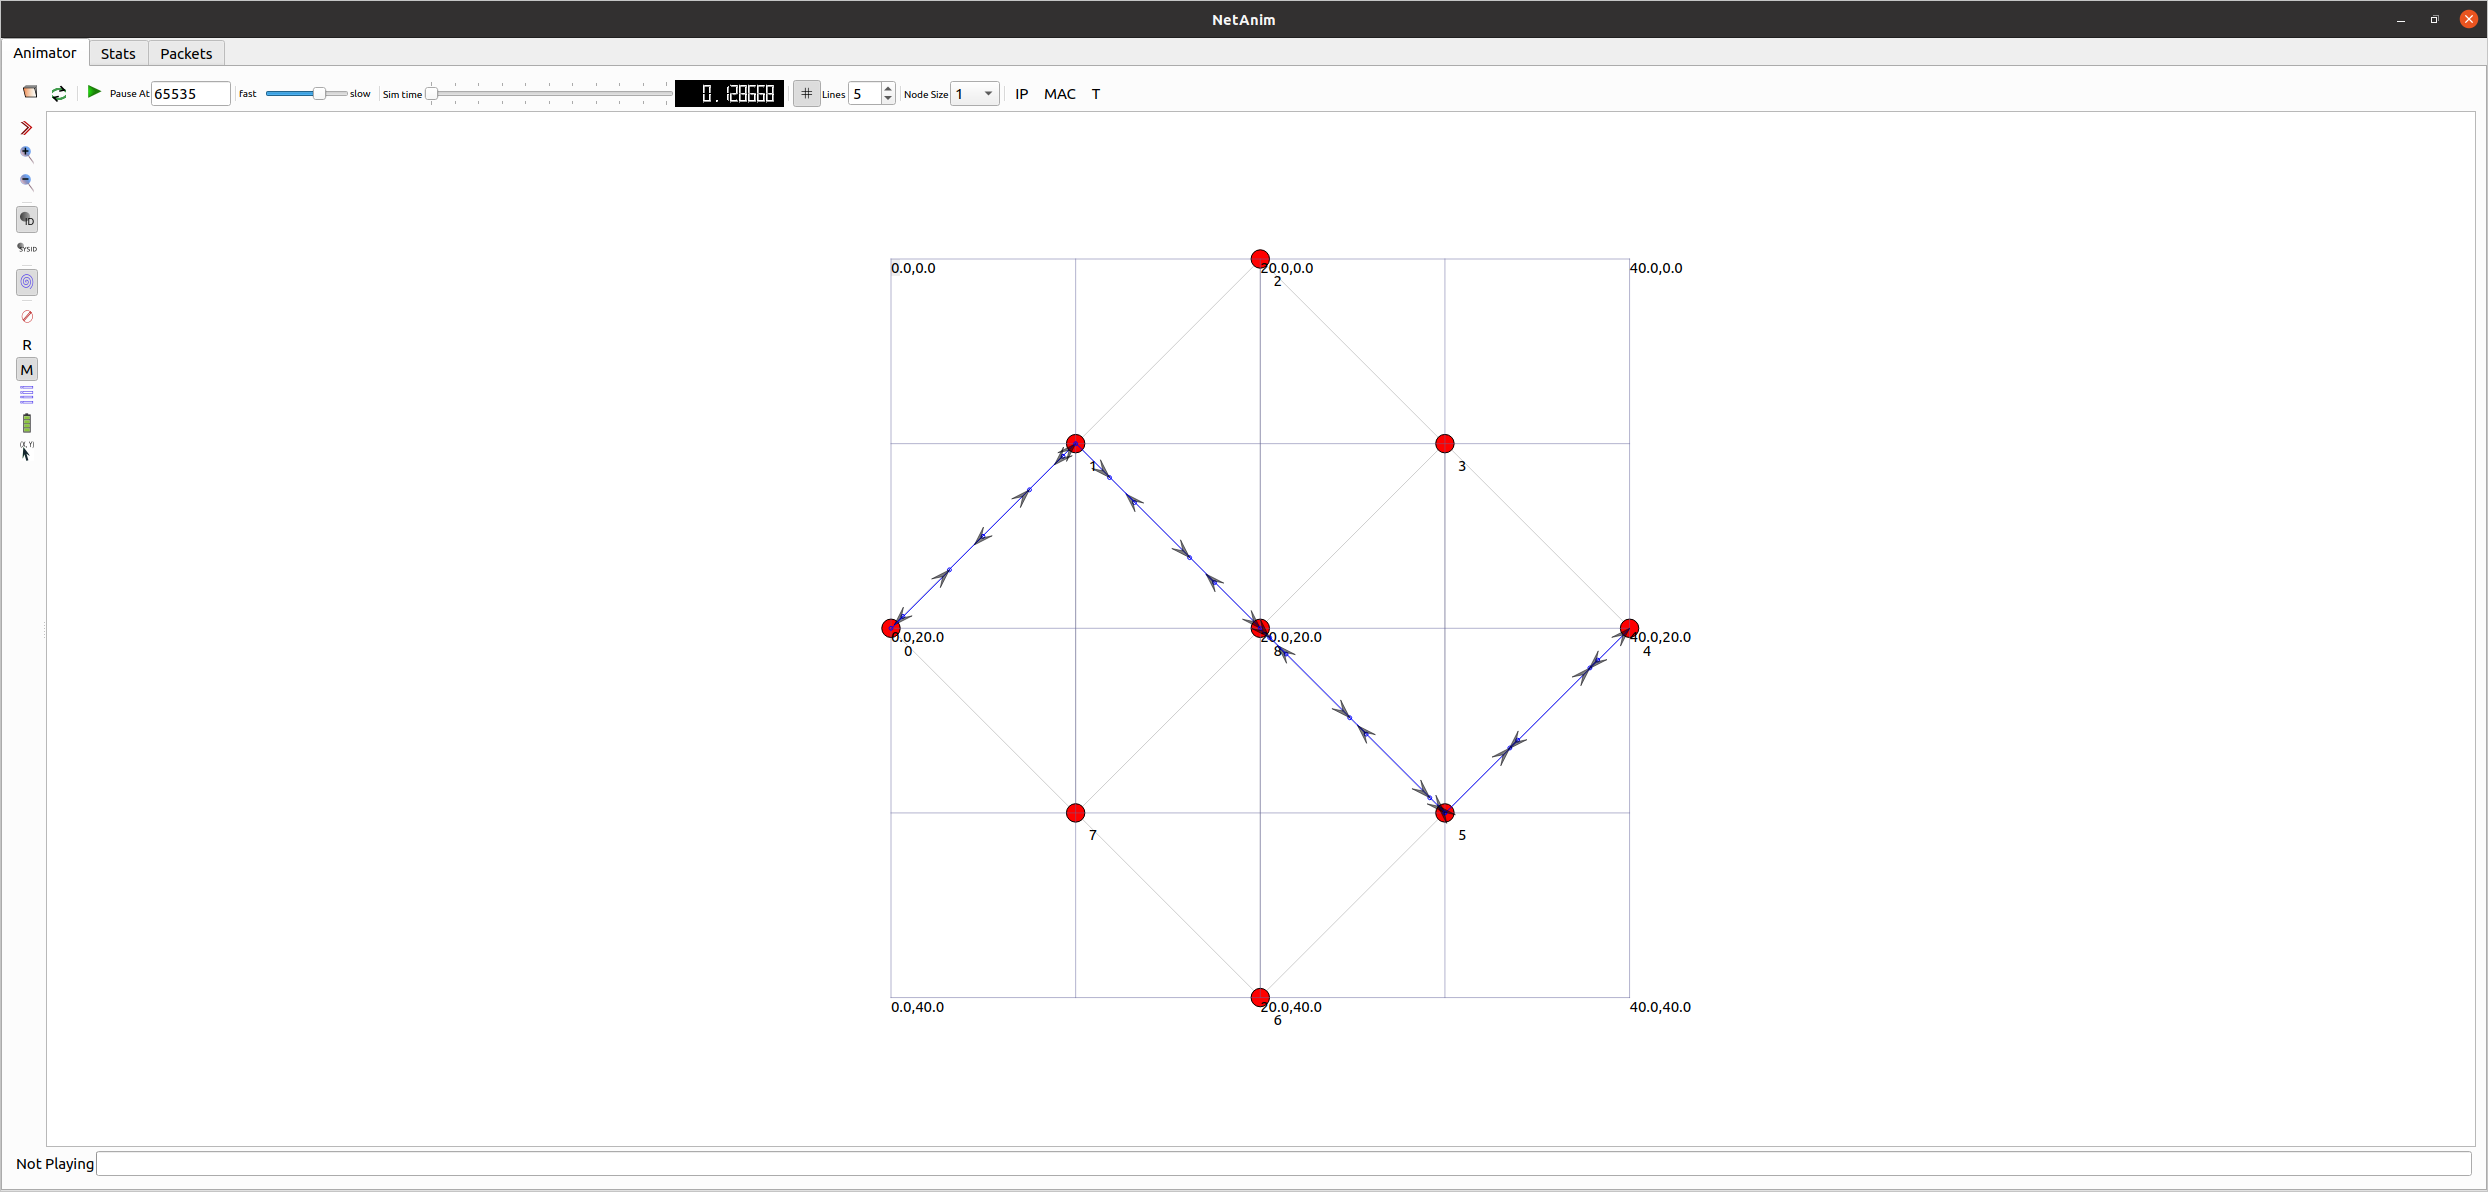 NetAnim
Animator Stats Packets
Pause At 65535 fast slow Sim time 0.128668 # Lines 5 Node Size 1 IP MAC T
ID
SYSID
R
M
(X, Y)
0.0,0.0 20.0,0.0 40.0,0.0
2
1 3
0.0,20.0 20.0,20.0 40.0,20.0
0 8 4
7 5
0.0,40.0 20.0,40.0 40.0,40.0
6
Not Playing